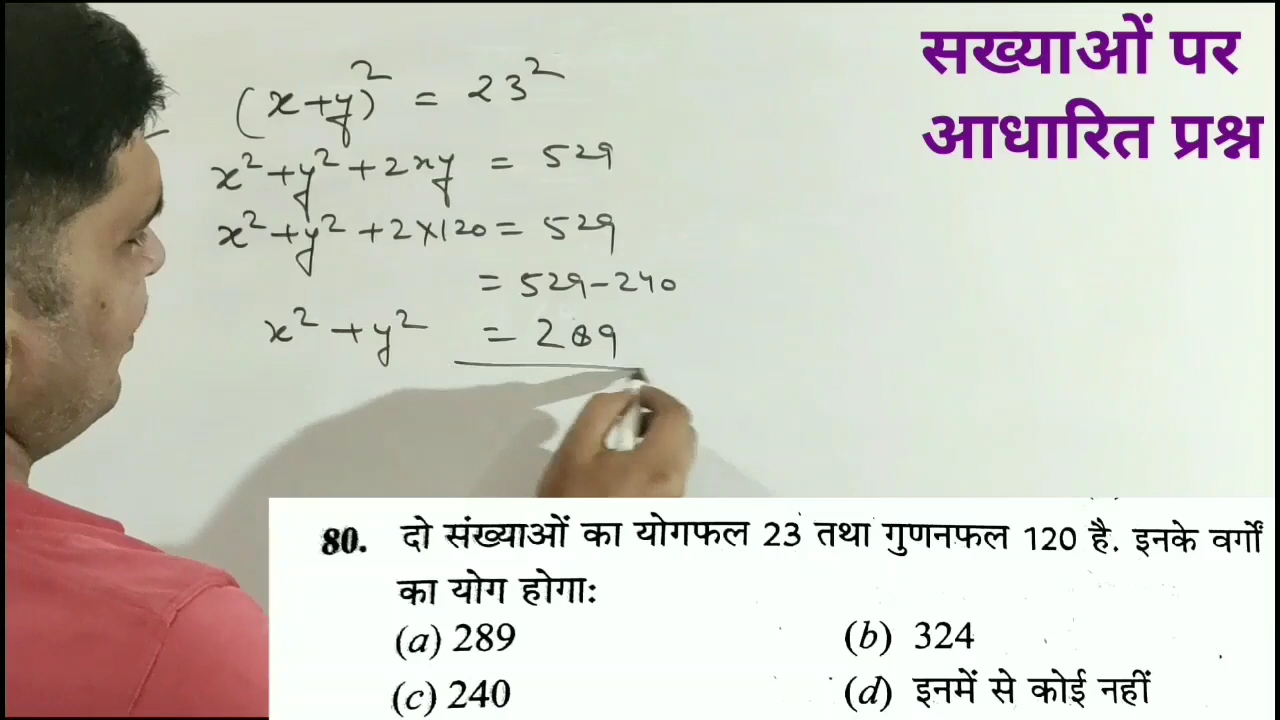 सख्याओं पर
आधारित प्रश्न
(x+y)² = 23²
x²+y²+2xy = 529
x²+y²+2×120 = 529
= 529-240
x²+y² = 289
80. दो संख्याओं का योगफल 23 तथा गुणनफल 120 है. इनके वर्गों
का योग होगाः
(a) 289 (b) 324
(c) 240 (d) इनमें से कोई नहीं